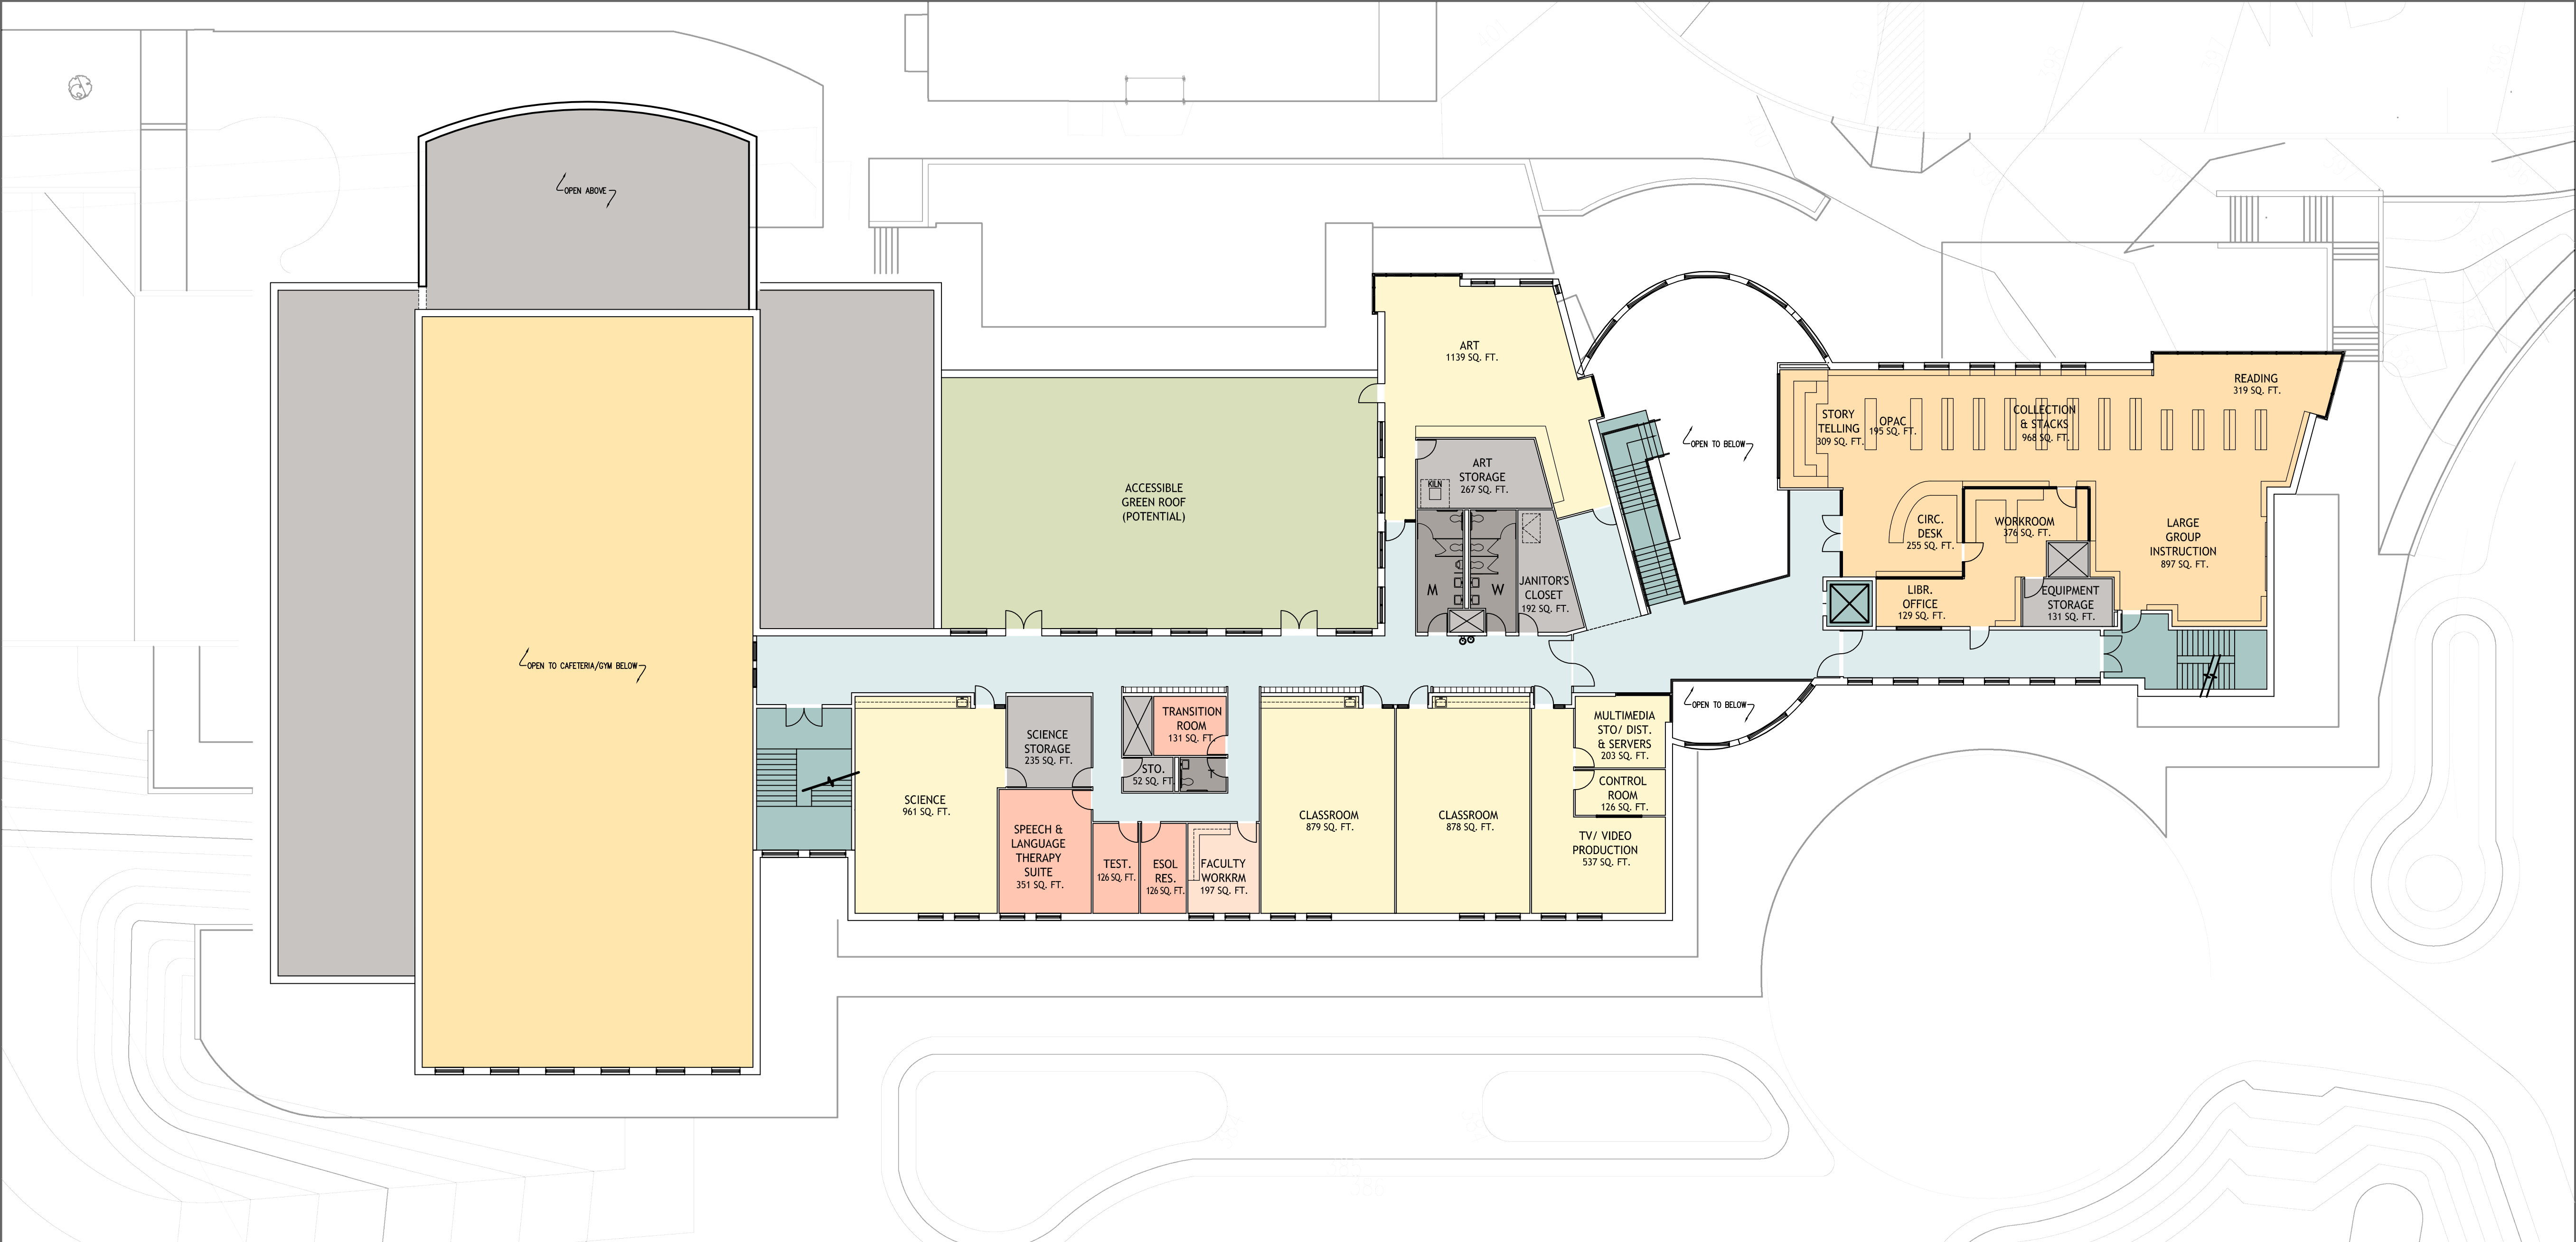 OPEN ABOVE
OPEN TO CAFETERIA/GYM BELOW
ACCESSIBLE
GREEN ROOF
(POTENTIAL)
ART
1139 SQ. FT.
ART
STORAGE
267 SQ. FT.
KILN
M
W
JANITOR'S
CLOSET
192 SQ. FT.
OPEN TO BELOW
STORY
TELLING
309 SQ. FT.
OPAC
195 SQ. FT.
COLLECTION
& STACKS
968 SQ. FT.
READING
319 SQ. FT.
CIRC.
DESK
255 SQ. FT.
WORKROOM
376 SQ. FT.
LARGE
GROUP
INSTRUCTION
897 SQ. FT.
LIBR.
OFFICE
129 SQ. FT.
EQUIPMENT
STORAGE
131 SQ. FT.
OPEN TO BELOW
SCIENCE
961 SQ. FT.
SCIENCE
STORAGE
235 SQ. FT.
TRANSITION
ROOM
131 SQ. FT.
STO.
52 SQ. FT.
T
SPEECH &
LANGUAGE
THERAPY
SUITE
351 SQ. FT.
TEST.
126 SQ. FT.
ESOL
RES.
126 SQ. FT.
FACULTY
WORKRM
197 SQ. FT.
CLASSROOM
879 SQ. FT.
CLASSROOM
878 SQ. FT.
MULTIMEDIA
STO/ DIST.
& SERVERS
203 SQ. FT.
CONTROL
ROOM
126 SQ. FT.
TV/ VIDEO
PRODUCTION
537 SQ. FT.